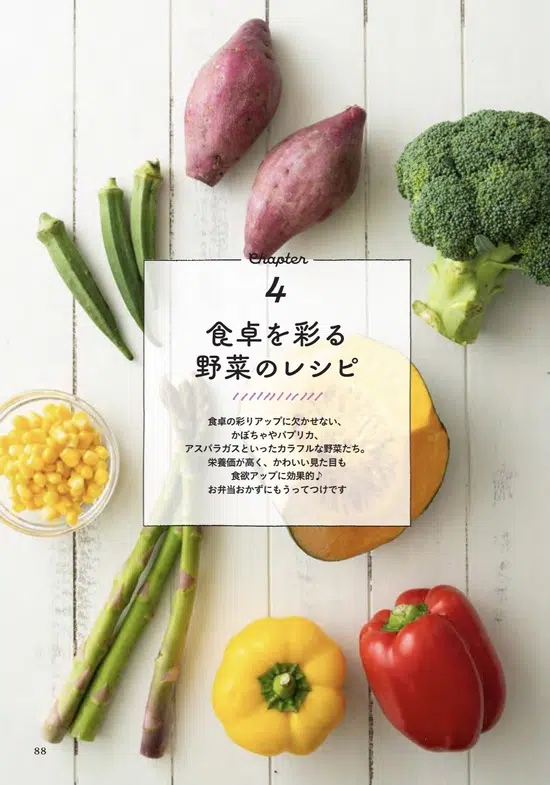 Chapter
4
食卓を彩る
野菜のレシピ
食卓の彩りアップに欠かせない、
かぼちゃやパプリカ、
アスパラガスといったカラフルな野菜たち。
栄養価が高く、かわいい見た目も
食欲アップに効果的♪
お弁当おかずにもうってつけです
88